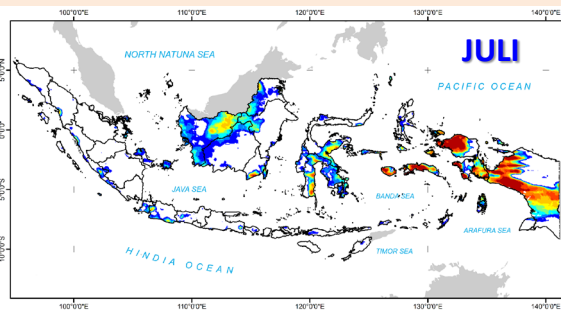 100°0'0"E 110°0'0"E 120°0'0"E 130°0'0"E 140°0'0"E
JULI
NORTH NATUNA SEA
5°0'0"N
PACIFIC OCEAN
0°0'0"
JAVA SEA
BANDA SEA
5°0'0"S
ARAFURA SEA
HINDIA OCEAN
TIMOR SEA
10°0'0"S
100°0'0"E 110°0'0"E 120°0'0"E 130°0'0"E 140°0'0"E